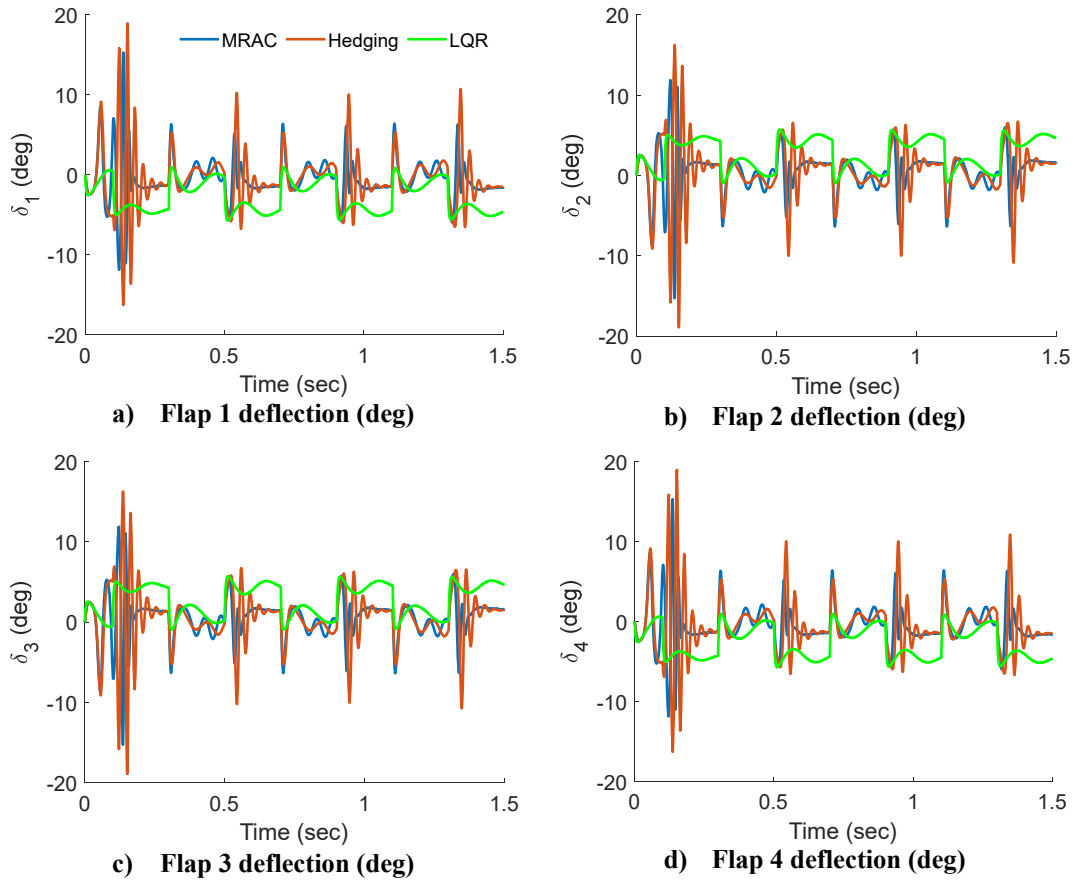 20
MRAC Hedging LQR
10
0
-10
-20
δ1 (deg)
0 0.5 1 1.5
Time (sec)
a) Flap 1 deflection (deg)
20
10
0
-10
-20
δ2 (deg)
0 0.5 1 1.5
Time (sec)
b) Flap 2 deflection (deg)
20
10
0
-10
-20
δ3 (deg)
0 0.5 1 1.5
Time (sec)
c) Flap 3 deflection (deg)
20
10
0
-10
-20
δ4 (deg)
0 0.5 1 1.5
Time (sec)
d) Flap 4 deflection (deg)